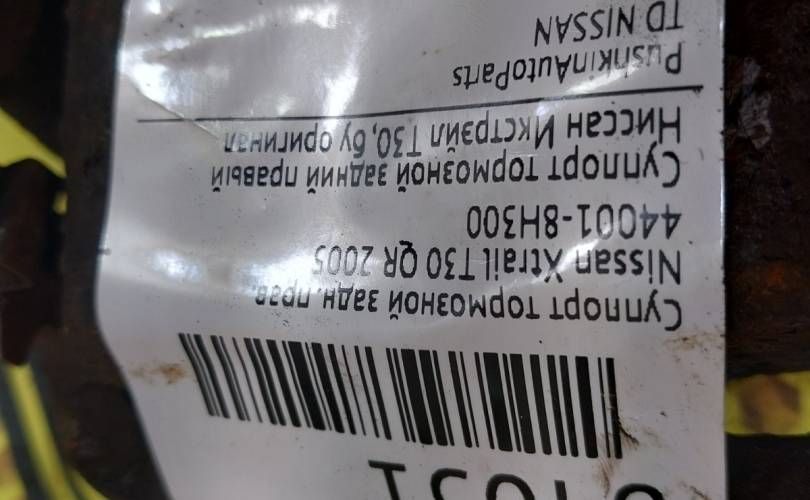 Суппорт тормозной задн. прав.
Nissan Xtrail T30 QR 2005
44001-8H300
Суппорт тормозной задний правый
Ниссан Икстрэйл Т30, бу оригинал
PushkinAutoParts
TD NISSAN